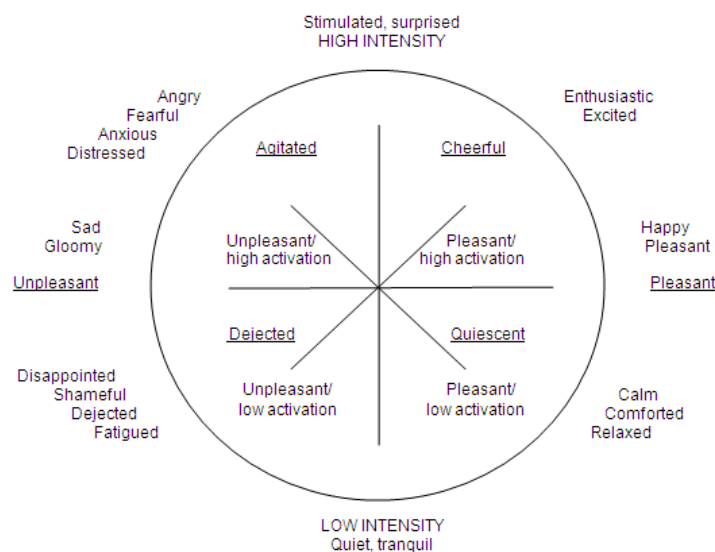 Stimulated, surprised
HIGH INTENSITY
Angry
Fearful
Anxious
Distressed
Enthusiastic
Excited
Agitated
Cheerful
Sad
Gloomy
Unpleasant
Unpleasant/
high activation
Pleasant/
high activation
Happy
Pleasant
Pleasant
Dejected
Quiescent
Disappointed
Shameful
Dejected
Fatigued
Unpleasant/
low activation
Pleasant/
low activation
Calm
Comforted
Relaxed
LOW INTENSITY
Quiet, tranquil